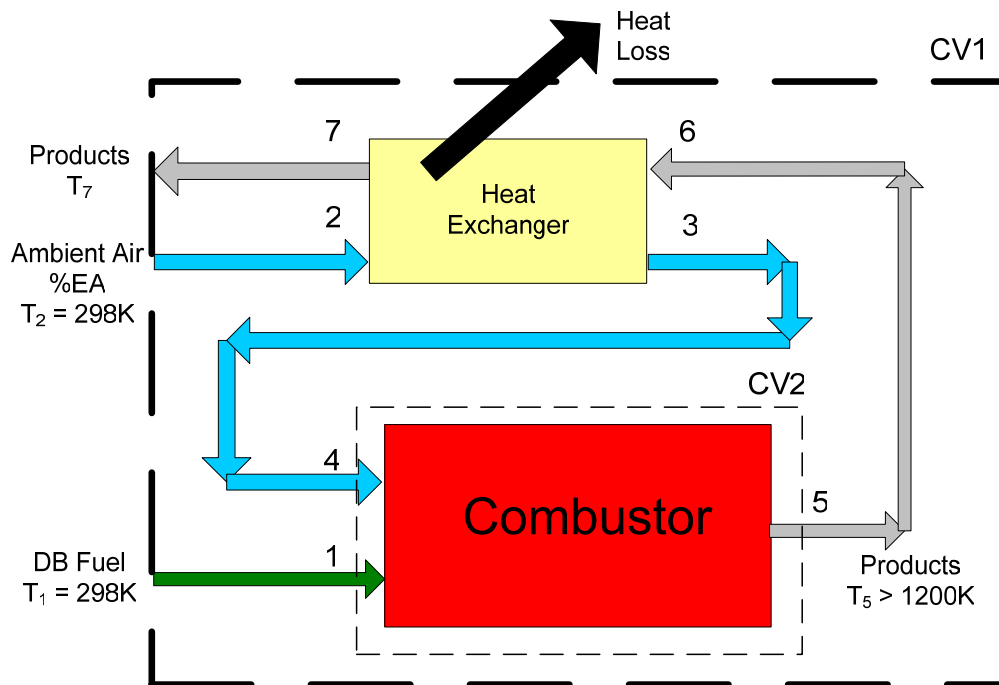 Heat
Loss
CV1
7
6
Products
T₇
Heat
Exchanger
2
3
Ambient Air
%EA
T₂ = 298K
CV2
4
Combustor
5
1
DB Fuel
T₁ = 298K
Products
T₅ > 1200K